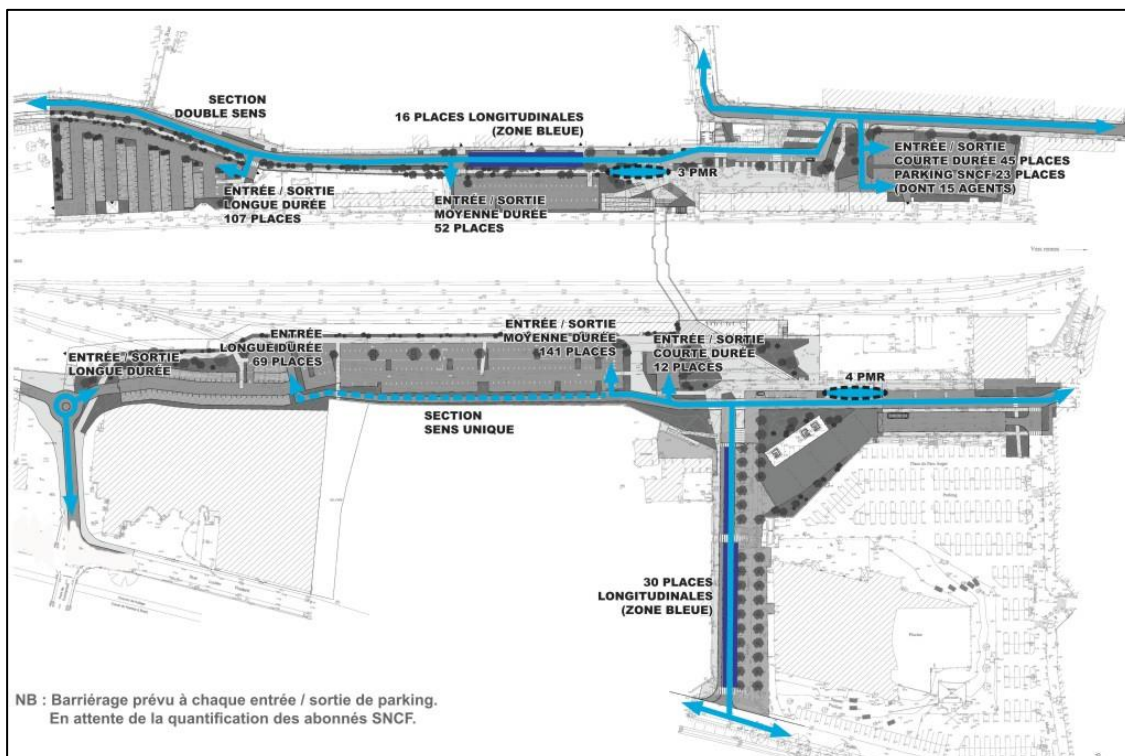 SECTION
DOUBLE SENS
16 PLACES LONGITUDINALES
(ZONE BLEUE)
3 PMR
ENTRÉE / SORTIE
COURTE DURÉE 45 PLACES
PARKING SNCF 23 PLACES
(DONT 15 AGENTS)
ENTRÉE / SORTIE
LONGUE DURÉE
107 PLACES
ENTRÉE / SORTIE
MOYENNE DURÉE
52 PLACES
ENTRÉE / SORTIE
LONGUE DURÉE
ENTRÉE
LONGUE DURÉE
69 PLACES
ENTRÉE / SORTIE
MOYENNE DURÉE
141 PLACES
ENTRÉE / SORTIE
COURTE DURÉE
12 PLACES
4 PMR
SECTION
SENS UNIQUE
Parking
30 PLACES
LONGITUDINALES
(ZONE BLEUE)
NB : Barriérage prévu à chaque entrée / sortie de parking.
En attente de la quantification des abonnés SNCF.